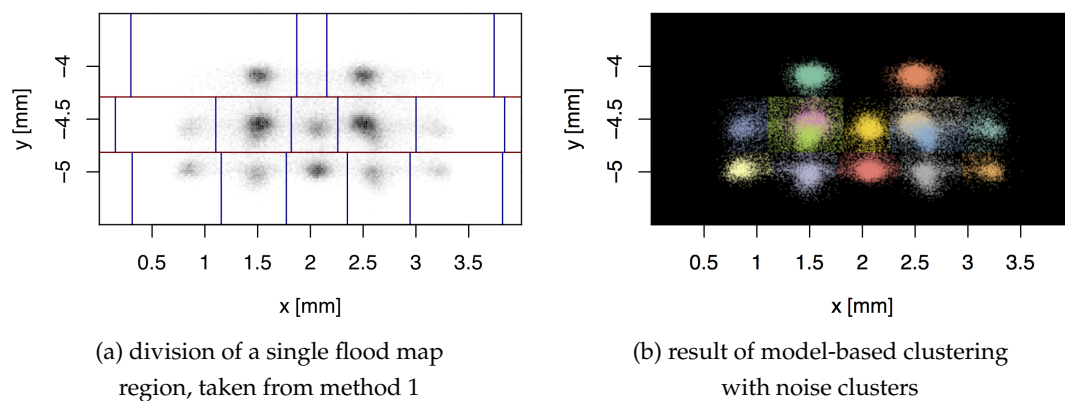 y [mm]
−4
−4.5
−5
0.5 1 1.5 2 2.5 3 3.5
x [mm]
(a) division of a single flood map
region, taken from method 1
y [mm]
−4
−4.5
−5
0.5 1 1.5 2 2.5 3 3.5
x [mm]
(b) result of model-based clustering
with noise clusters